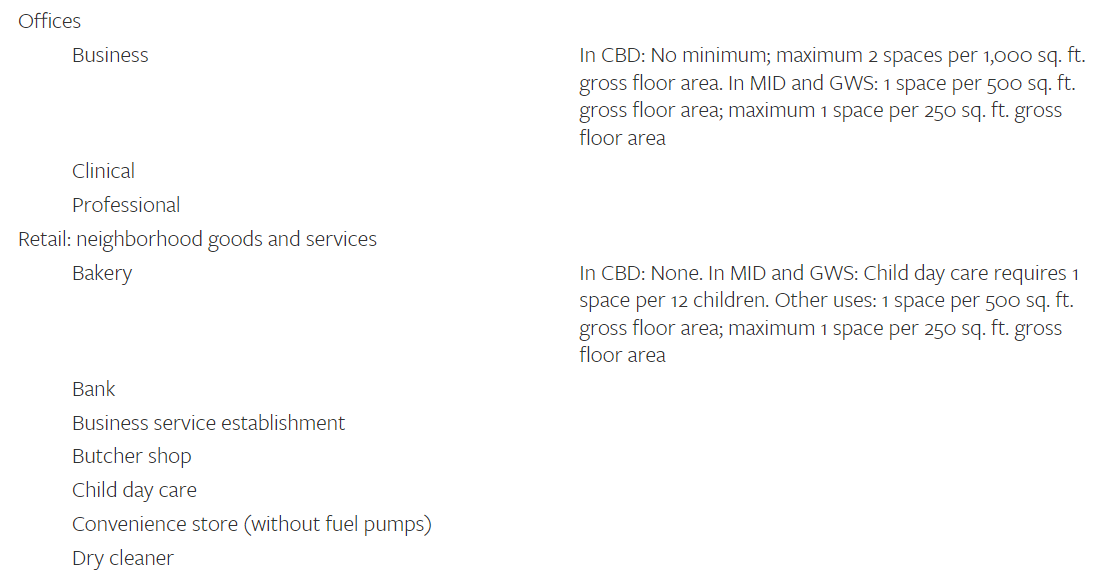 Offices
Business
In CBD: No minimum; maximum 2 spaces per 1,000 sq. ft.
gross floor area. In MID and GWS: 1 space per 500 sq. ft.
gross floor area; maximum 1 space per 250 sq. ft. gross
floor area
Clinical
Professional
Retail: neighborhood goods and services
Bakery
In CBD: None. In MID and GWS: Child day care requires 1
space per 12 children. Other uses: 1 space per 500 sq. ft.
gross floor area; maximum 1 space per 250 sq. ft. gross
floor area
Bank
Business service establishment
Butcher shop
Child day care
Convenience store (without fuel pumps)
Dry cleaner